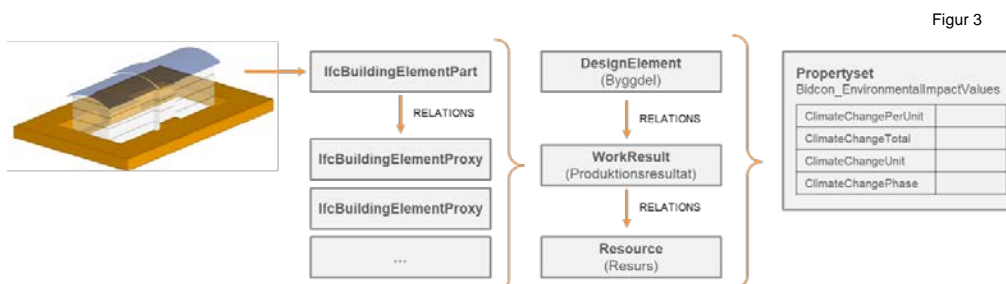 Figur 3
IfcBuildingElementPart
RELATIONS
IfcBuildingElementProxy
IfcBuildingElementProxy
...
DesignElement
(Byggdel)
RELATIONS
WorkResult
(Produktionsresultat)
RELATIONS
Resource
(Resurs)
Propertyset
Bidcon_EnvironmentalImpactValues
ClimateChangePerUnit
ClimateChangeTotal
ClimateChangeUnit
ClimateChangePhase